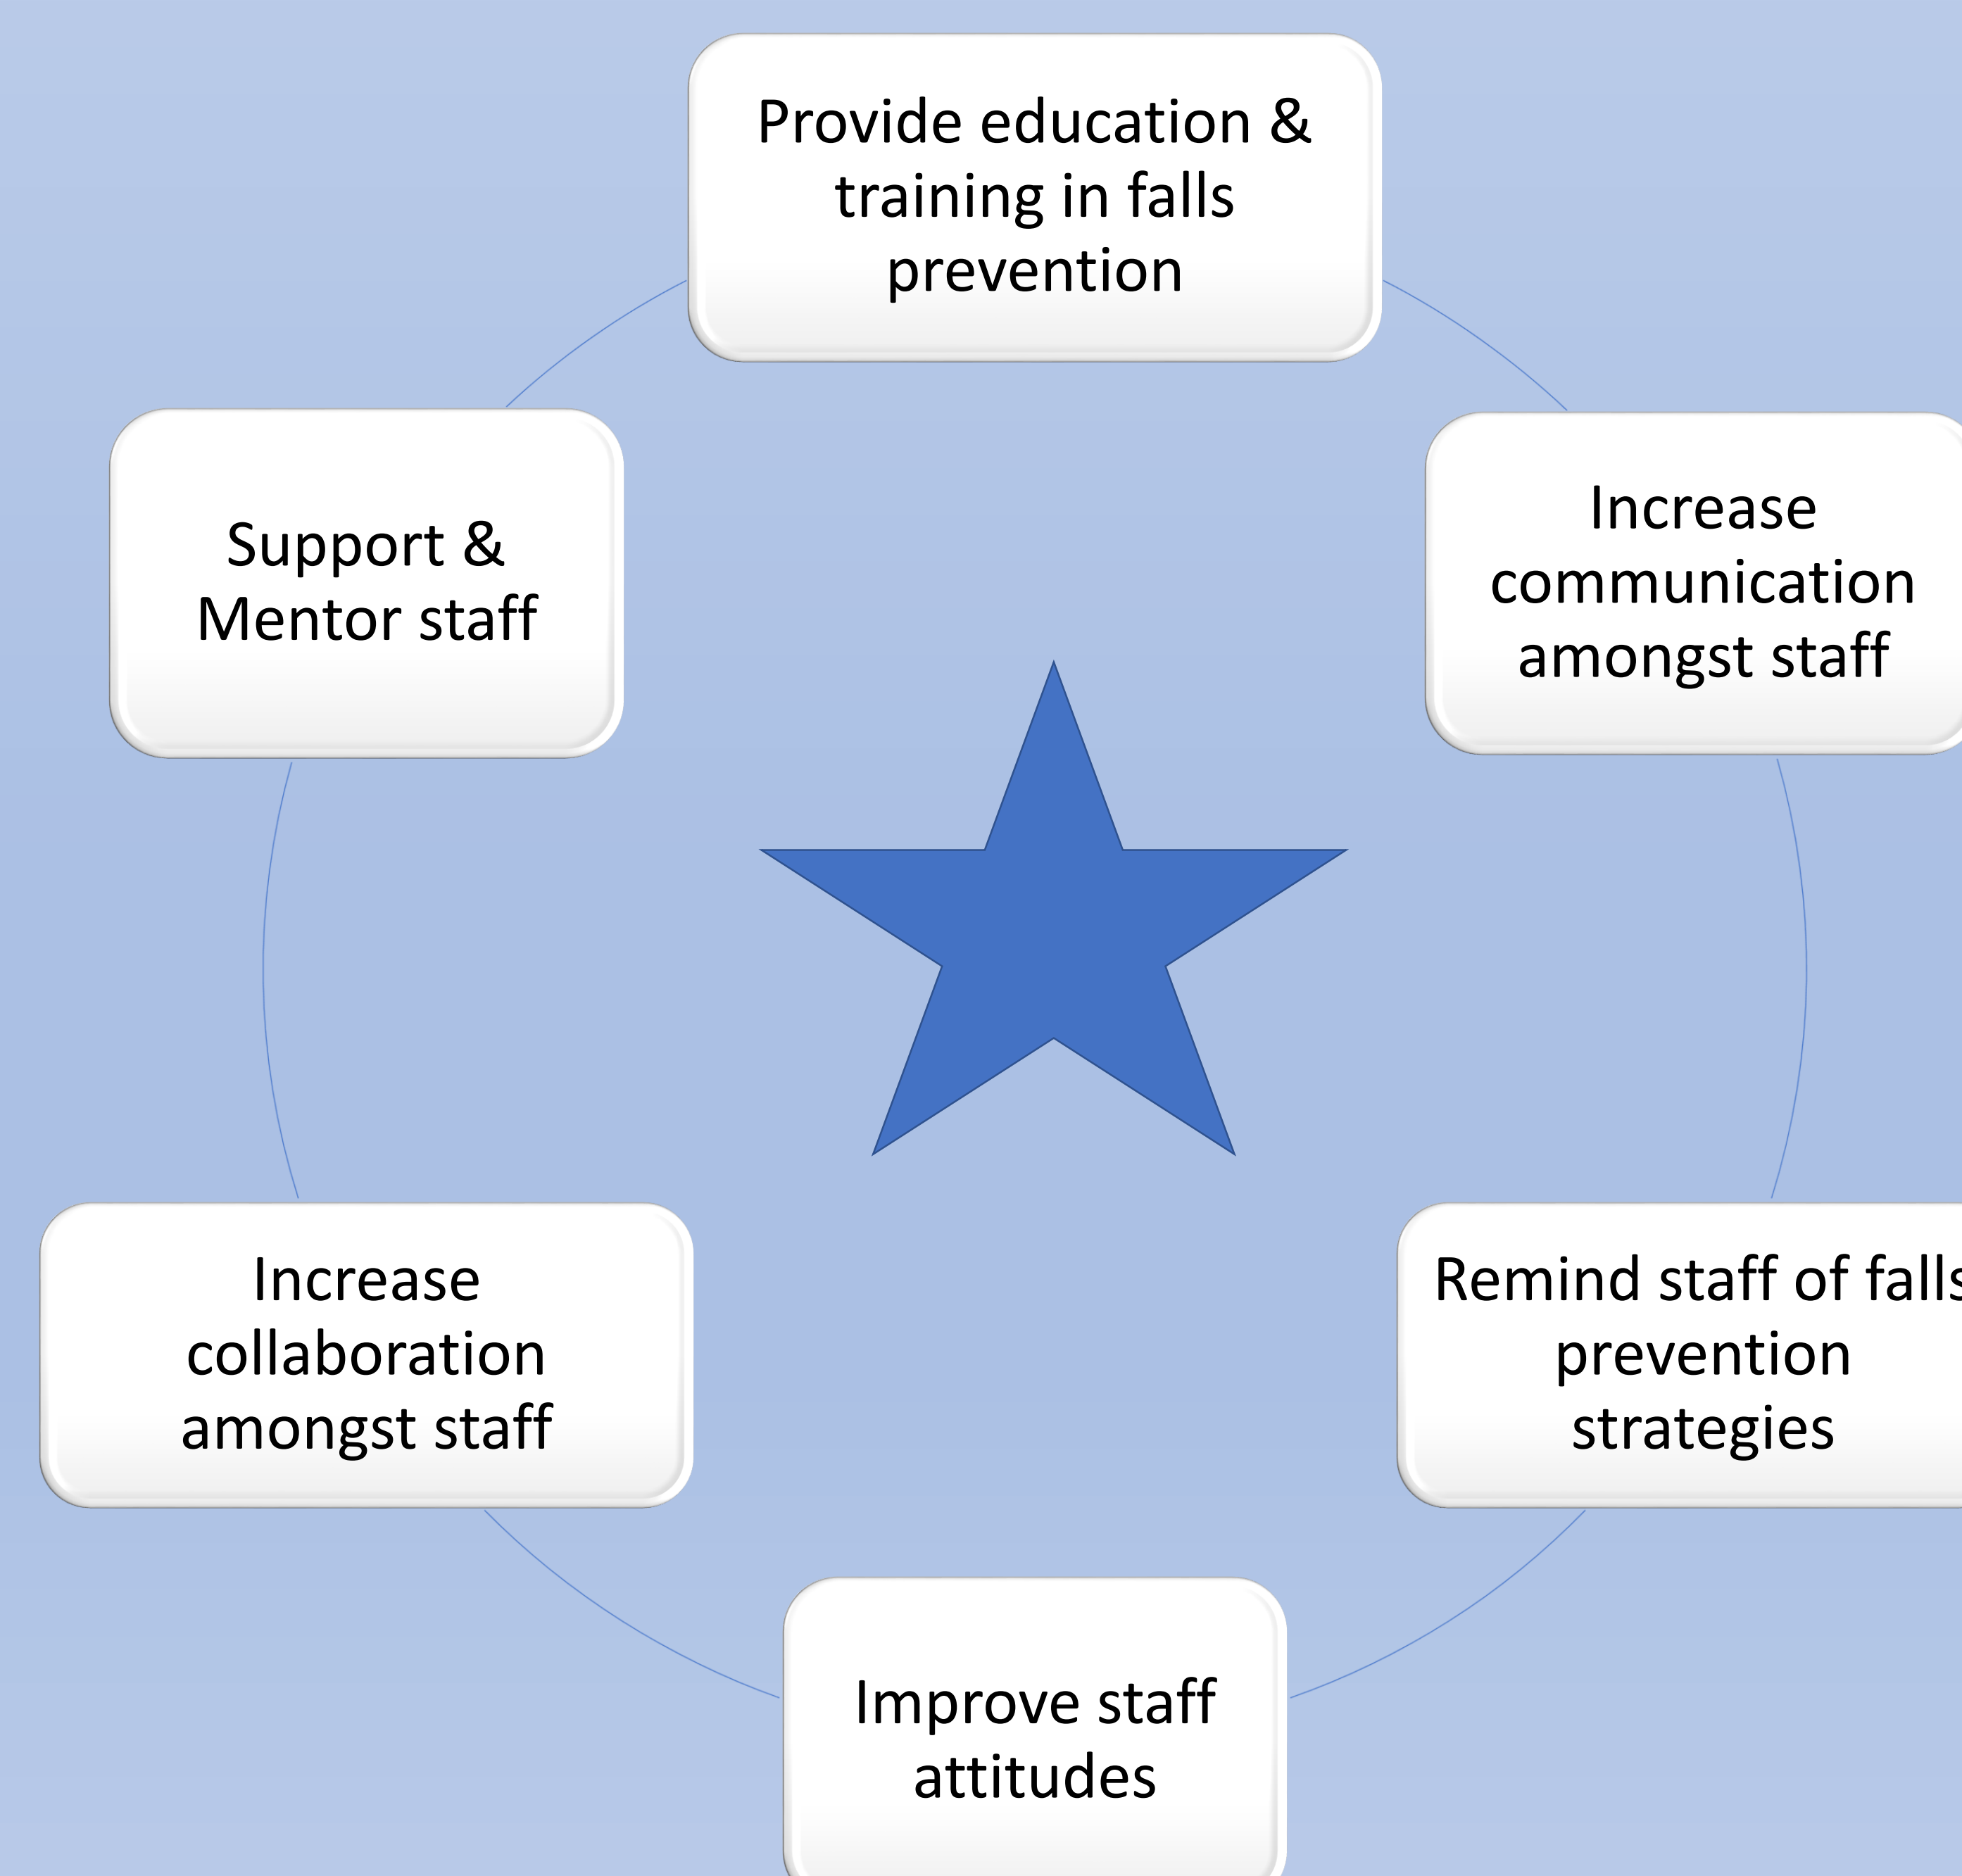 Provide education &
training in falls
prevention
Support &
Mentor staff
Increase
communication
amongst staff
Increase
collaboration
amongst staff
Remind staff of falls
prevention
strategies
Improve staff
attitudes